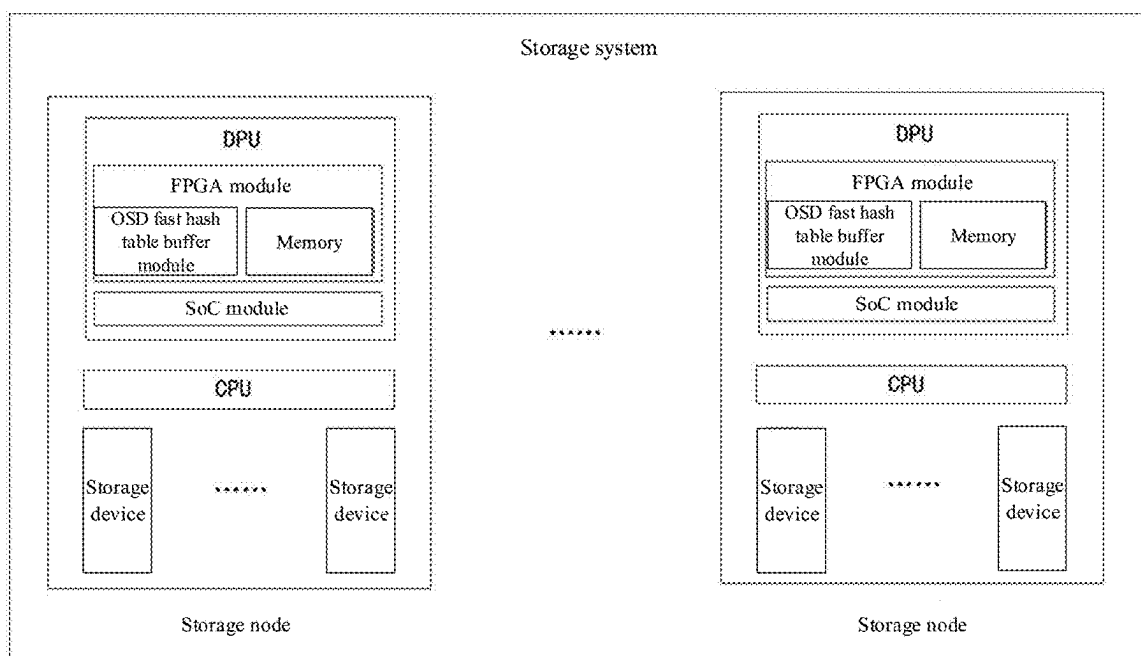 Storage system
DPU
FPGA module
OSD fast hash
table buffer
module
Memory
SoC module
CPU
Storage
device
......
Storage
device
Storage node
......
DPU
FPGA module
OSD fast hash
table buffer
module
Memory
SoC module
CPU
Storage
device
......
Storage
device
Storage node